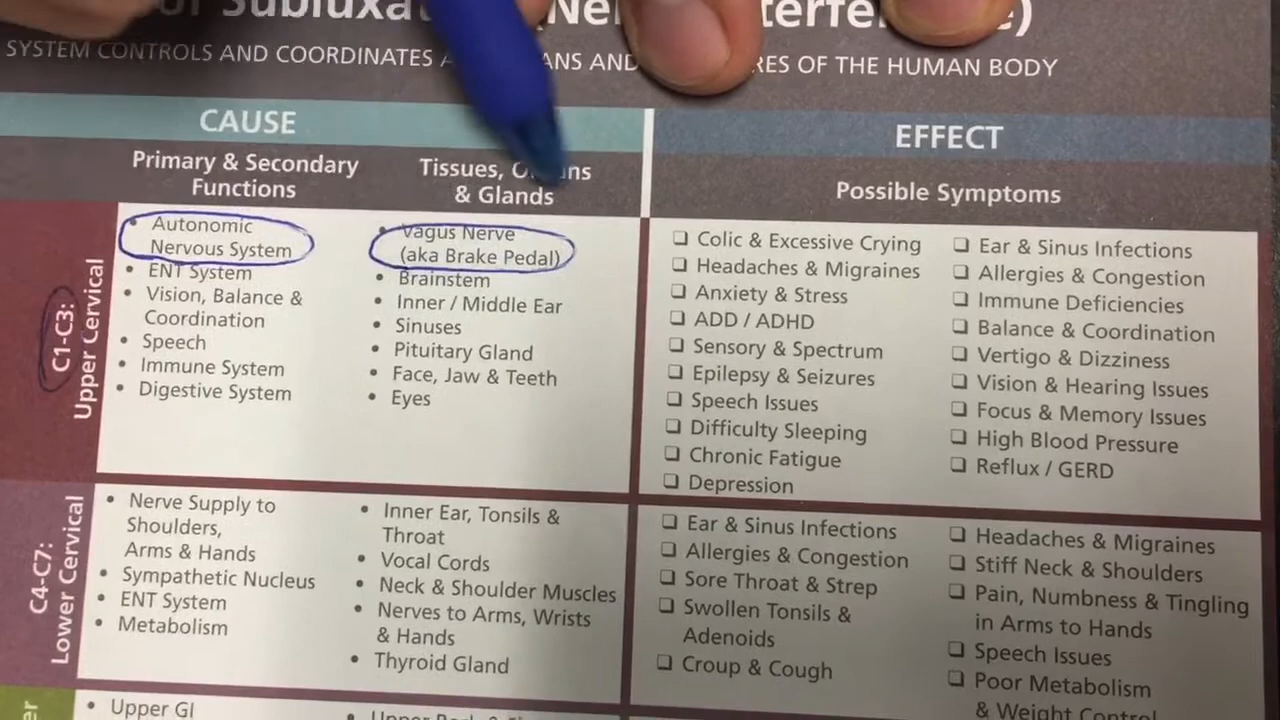 of Subluxa
SYSTEM CONTROLS AND COORDINATES
AND
OF THE HUMAN BODY
CAUSE
EFFECT
Primary & Secondary
Functions
Tissues,
& Glands
Possible Symptoms
C1-C3:
Upper Cervical
• Autonomic
Nervous System
• ENT System
• Vision, Balance &
Coordination
• Speech
• Immune System
• Digestive System
• Vagus Nerve
(aka Brake Pedal)
• Brainstem
• Inner / Middle Ear
• Sinuses
• Pituitary Gland
• Face, Jaw & Teeth
• Eyes
❑ Colic & Excessive Crying
❑ Headaches & Migraines
❑ Anxiety & Stress
❑ ADD / ADHD
❑ Sensory & Spectrum
❑ Epilepsy & Seizures
❑ Speech Issues
❑ Difficulty Sleeping
❑ Chronic Fatigue
❑ Depression
❑ Ear & Sinus Infections
❑ Allergies & Congestion
❑ Immune Deficiencies
❑ Balance & Coordination
❑ Vertigo & Dizziness
❑ Vision & Hearing Issues
❑ Focus & Memory Issues
❑ High Blood Pressure
❑ Reflux / GERD
C4-C7:
Lower Cervical
• Nerve Supply to
Shoulders,
Arms & Hands
• Sympathetic Nucleus
• ENT System
• Metabolism
• Inner Ear, Tonsils &
Throat
• Vocal Cords
• Neck & Shoulder Muscles
• Nerves to Arms, Wrists
& Hands
• Thyroid Gland
❑ Ear & Sinus Infections
❑ Allergies & Congestion
❑ Sore Throat & Strep
❑ Swollen Tonsils &
Adenoids
❑ Croup & Cough
❑ Headaches & Migraines
❑ Stiff Neck & Shoulders
❑ Pain, Numbness & Tingling
in Arms to Hands
❑ Speech Issues
❑ Poor Metabolism
& Weight Control
• Upper GI